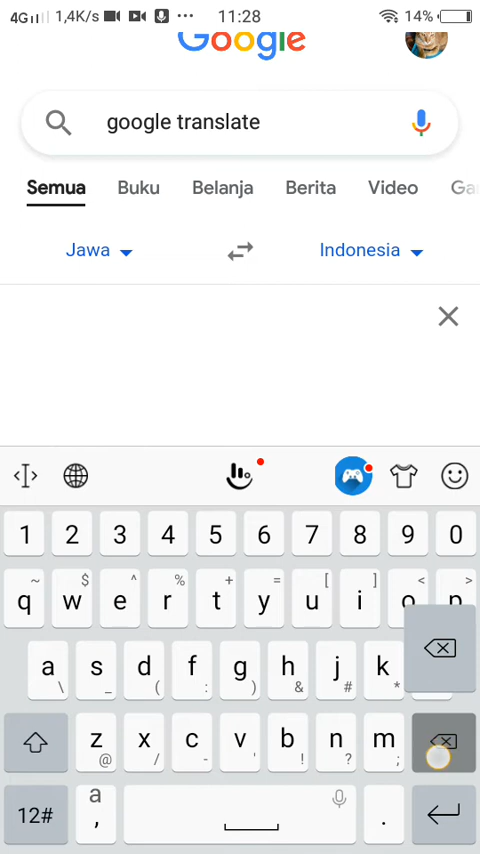 4G 1,4K/s ... 11:28 14%
Google
google translate
Semua Buku Belanja Berita Video Ga
Jawa Indonesia
1 2 3 4 5 6 7 8 9 0
~ $ ^ % + = [ ] < >
q w e r t y u i o p
a s d f g h j k
\ _ ( : ) & # *
z x c v b n m
@ / - ' ! ? ;
12# a , .